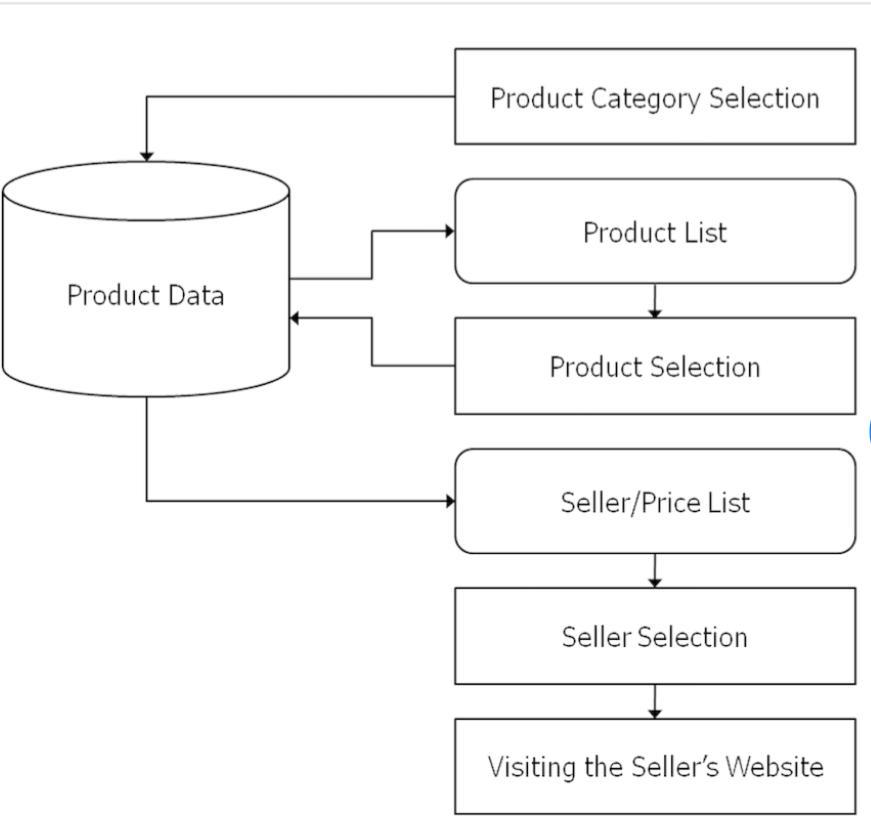 Product Category Selection
Product List
Product Data
Product Selection
Seller/Price List
Seller Selection
Visiting the Seller's Website